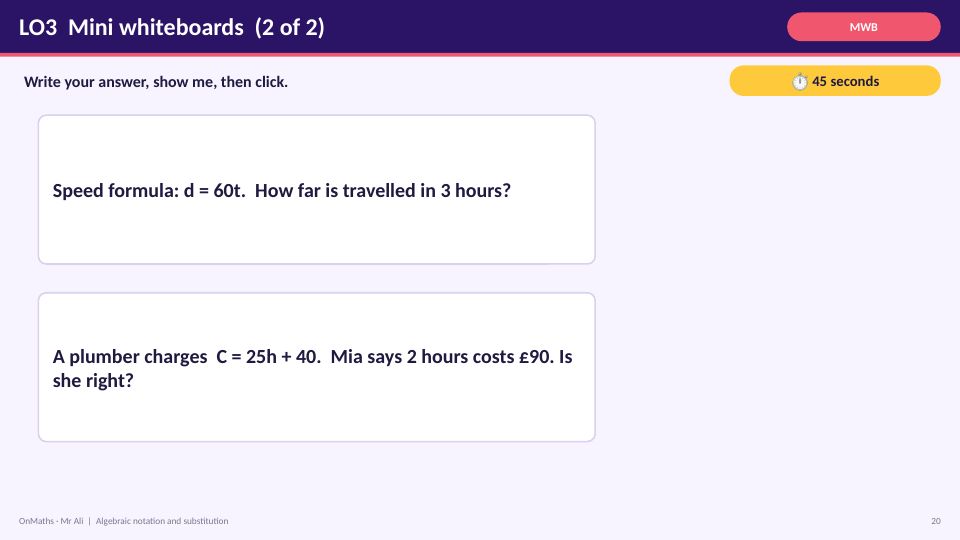 LO3  Mini whiteboards  (2 of 2)
MWB
Write your answer, show me, then click.
⏱ 45 seconds
Speed formula: d = 60t.  How far is travelled in 3 hours?
A plumber charges  C = 25h + 40.  Mia says 2 hours costs £90. Is
she right?
OnMaths · Mr Ali  |  Algebraic notation and substitution
20